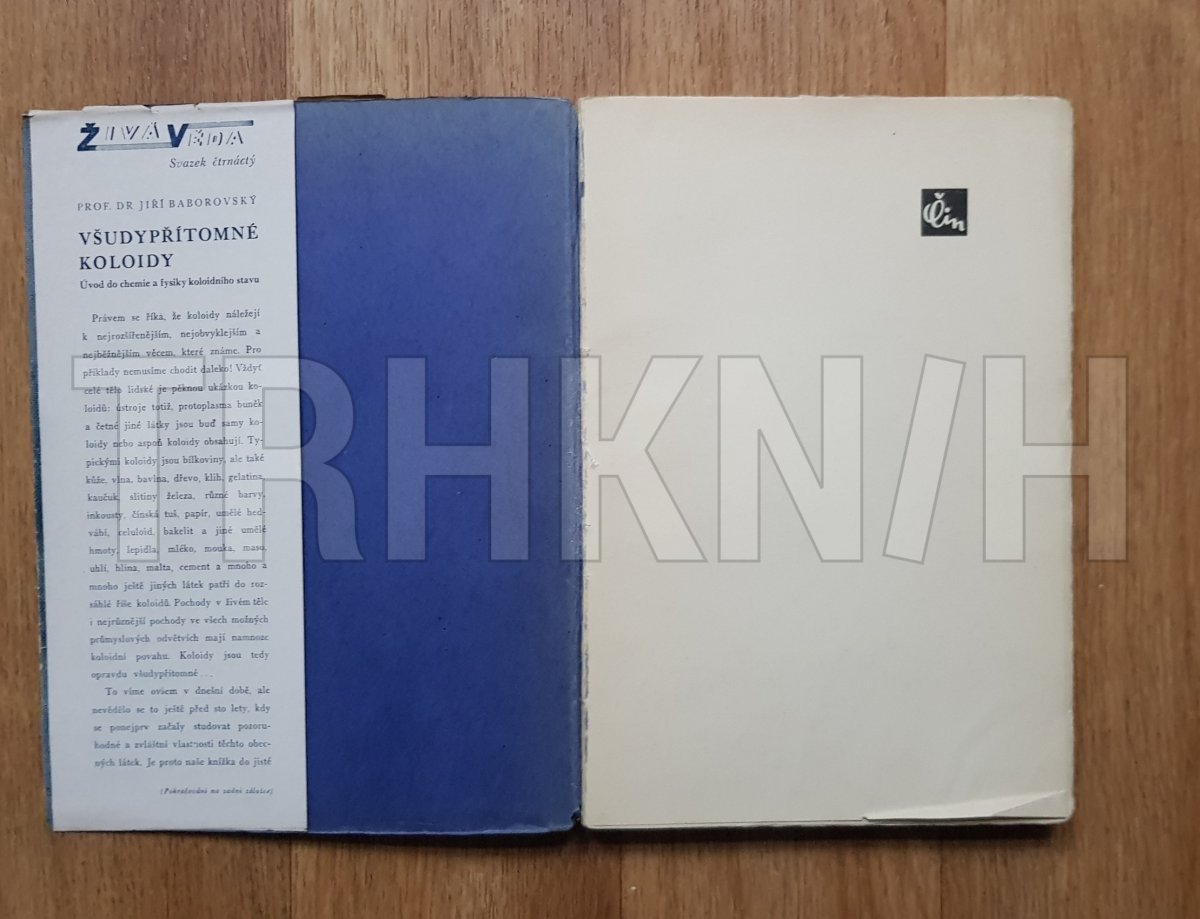 ŽIVÁ VĚDA
Svazek čtrnáctý
PROF. DR JIŘÍ BABOROVSKÝ
VŠUDYPŘÍTOMNÉ
KOLOIDY
Úvod do chemie a fysiky koloidního stavu
Právem se říká, že koloidy náležejí
k nejrozšířenějším, nejobvyklejším a
nejběžnějším věcem, které známe. Pro
příklady nemusíme chodit daleko! Vždyť
celé tělo lidské je pěknou ukázkou ko-
loidů: ústroje totiž, protoplasma buněk
a četné jiné látky jsou buď samy ko-
loidy nebo aspoň koloidy obsahují. Ty-
pickými koloidy jsou bílkoviny, ale také
kůže, vlna, bavlna, dřevo, klih, gelatina,
kaučuk, slitiny železa, různé barvy,
inkousty, čínská tuš, papír, umělé hed-
vábí, celuloid, bakelit a jiné umělé
hmoty, lepidla, mléko, mouka, maso,
uhlí, hlína, malta, cement a mnoho a
mnoho ještě jiných látek patří do roz-
sáhlé říše koloidů. Pochody v živém těle
i nejrůznější pochody ve všech možných
průmyslových odvětvích mají namnoze
koloidní povahu. Koloidy jsou tedy
opravdu všudypřítomné...
To víme ovšem v dnešní době, ale
nevědělo se to ještě před sto lety, kdy
se ponejprv začaly studovat pozoru-
hodné a zvláštní vlastnosti těchto obec-
ných látek. Je proto naše knížka do jisté
(Pokračování na zadní záložce)
Čin
TRHKNIH